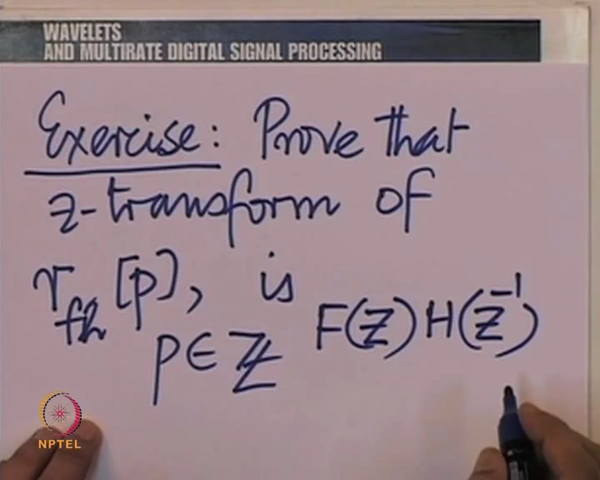 WAVELETS
AND MULTIRATE DIGITAL SIGNAL PROCESSING
Exercise: Prove that
z-transform of
r_fh [p], is
p∈ℤ F(Z)H(Z⁻¹)
NPTEL